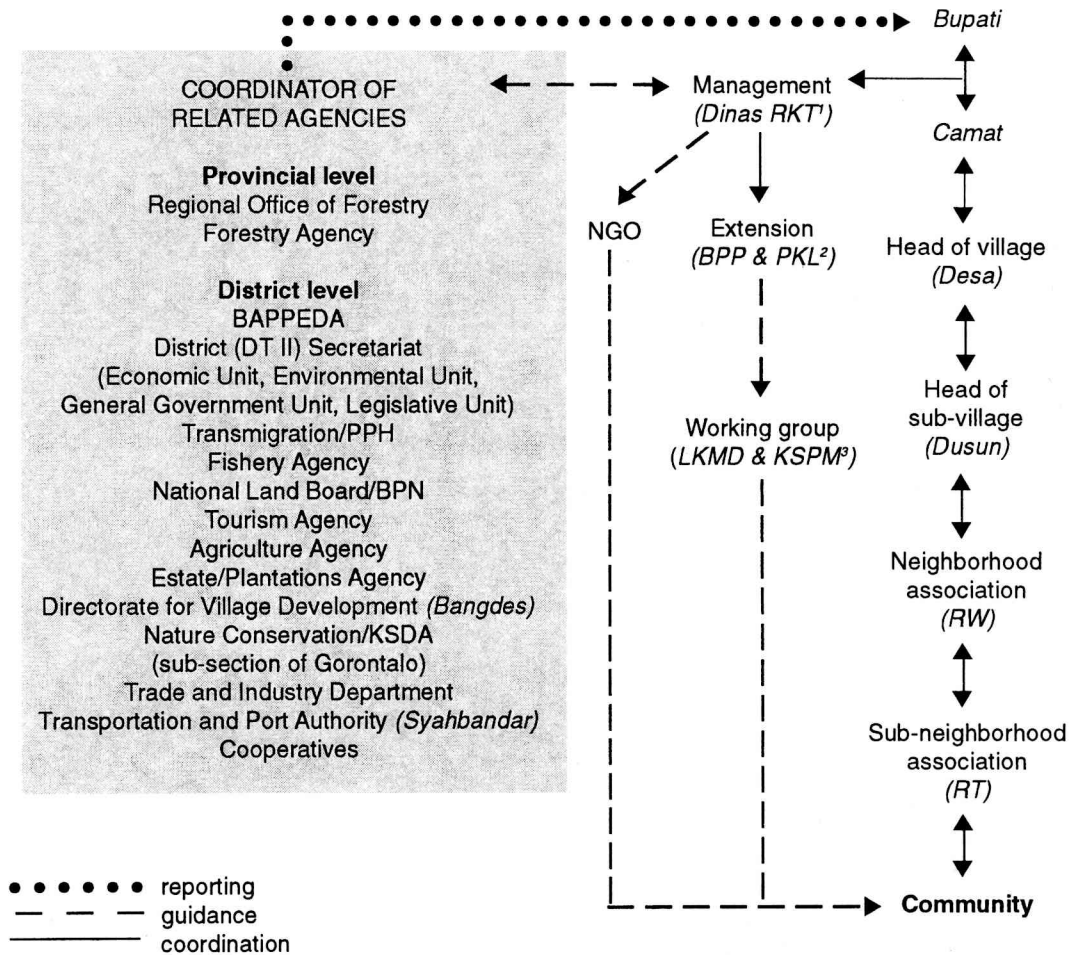 COORDINATOR OF
RELATED AGENCIES
Provincial level
Regional Office of Forestry
Forestry Agency
District level
BAPPEDA
District (DT II) Secretariat
(Economic Unit, Environmental Unit,
General Government Unit, Legislative Unit)
Transmigration/PPH
Fishery Agency
National Land Board/BPN
Tourism Agency
Agriculture Agency
Estate/Plantations Agency
Directorate for Village Development (Bangdes)
Nature Conservation/KSDA
(sub-section of Gorontalo)
Trade and Industry Department
Transportation and Port Authority (Syahbandar)
Cooperatives
Management
(Dinas RKT¹)
NGO
Extension
(BPP & PKL²)
Working group
(LKMD & KSPM³)
Bupati
Camat
Head of village
(Desa)
Head of
sub-village
(Dusun)
Neighborhood
association
(RW)
Sub-neighborhood
association
(RT)
Community
reporting
guidance
coordination